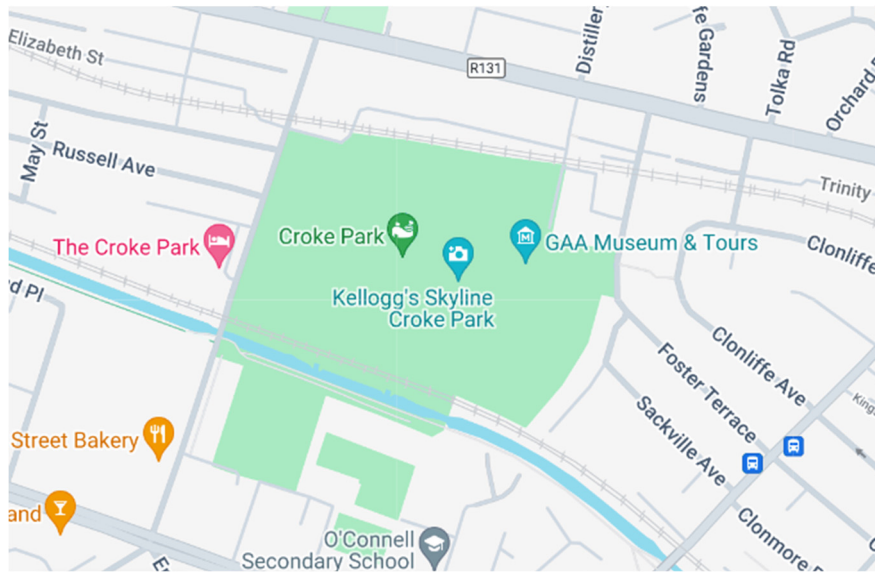 Elizabeth St
R131
Distiller
fe Gardens
Tolka Rd
Orchard
May St
Russell Ave
Trinity
The Croke Park
Croke Park
GAA Museum & Tours
Clonliffe
Kellogg's Skyline
Croke Park
d Pl
Clonliffe Ave
Foster Terrace
Sackville Ave
King
Street Bakery
and
Clonmore
O'Connell
Secondary School